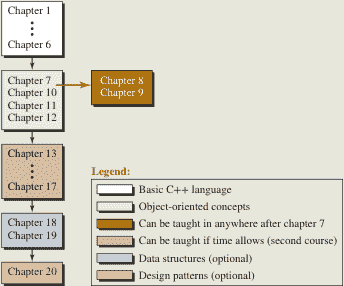 Chapter 1
Chapter 6
Chapter 7
Chapter 10
Chapter 11
Chapter 12
Chapter 8
Chapter 9
Chapter 13
Chapter 17
Chapter 18
Chapter 19
Chapter 20
Legend:
Basic C++ language
Object-oriented concepts
Can be taught in anywhere after chapter 7
Can be taught if time allows (second course)
Data structures (optional)
Design patterns (optional)